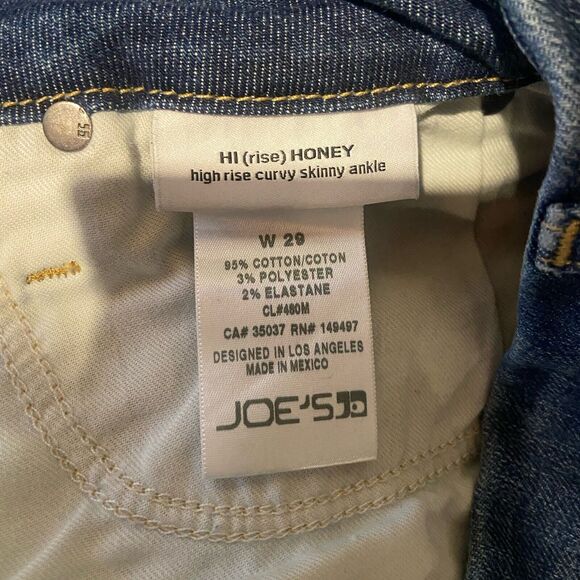 HI (rise) HONEY
high rise curvy skinny ankle
W 29
95% COTTON/COTON
3% POLYESTER
2% ELASTANE
CL#480M
CA# 35037 RN# 149497
DESIGNED IN LOS ANGELES
MADE IN MEXICO
JOE'S